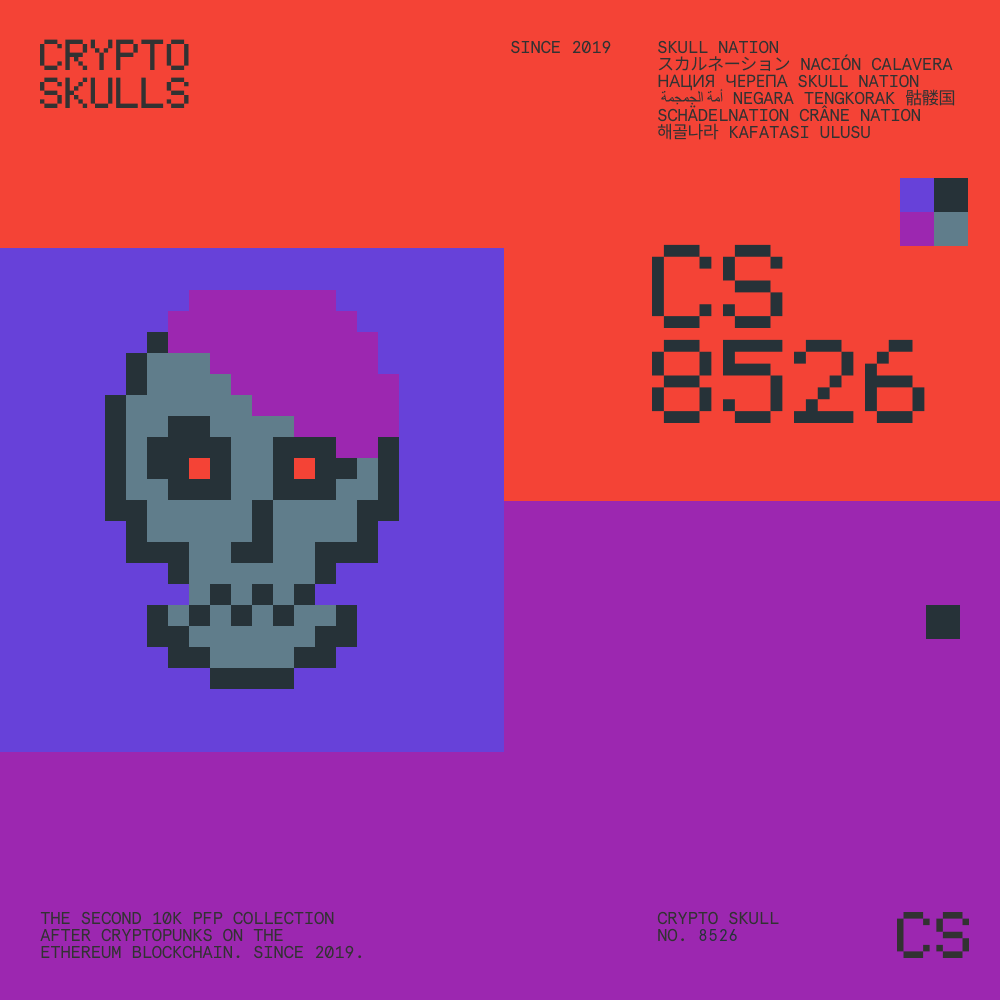 CRYPTO
SKULLS
SINCE 2019
SKULL NATION
スカルネーション NACIÓN CALAVERA
НАЦИЯ ЧЕРЕПА SKULL NATION
أمة الجمجمة NEGARA TENGKORAK 骷髅国
SCHÄDELNATION CRÂNE NATION
해골나라 KAFATASI ULUSU
CS
8526
THE SECOND 10K PFP COLLECTION
AFTER CRYPTOPUNKS ON THE
ETHEREUM BLOCKCHAIN. SINCE 2019.
CRYPTO SKULL
NO. 8526
CS